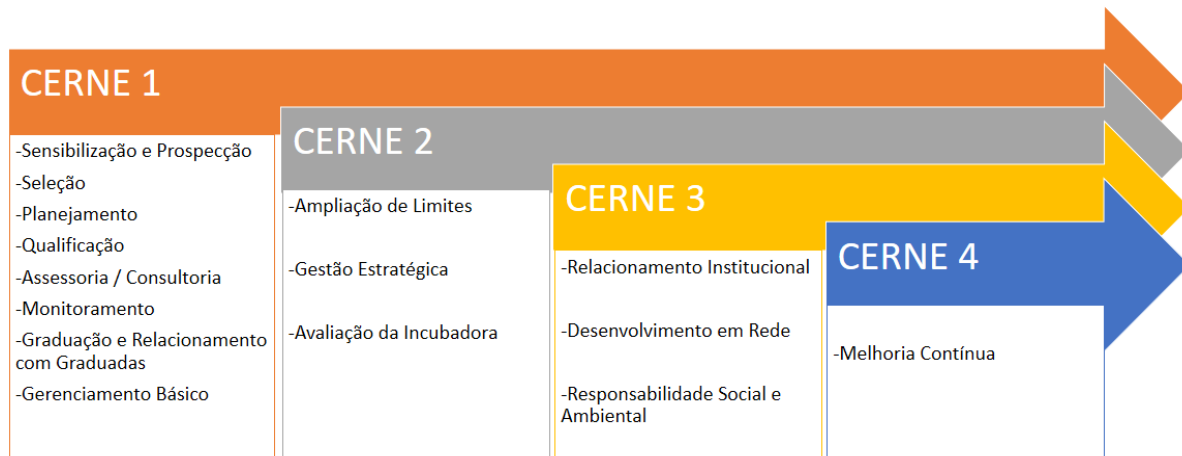 CERNE 1
-Sensibilização e Prospecção
-Seleção
-Planejamento
-Qualificação
-Assessoria / Consultoria
-Monitoramento
-Graduação e Relacionamento
com Graduadas
-Gerenciamento Básico
CERNE 2
-Ampliação de Limites
-Gestão Estratégica
-Avaliação da Incubadora
CERNE 3
-Relacionamento Institucional
-Desenvolvimento em Rede
-Responsabilidade Social e
Ambiental
CERNE 4
-Melhoria Contínua